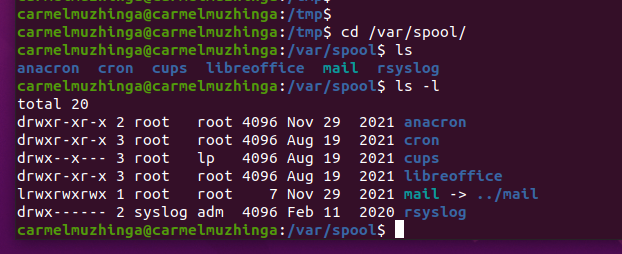 carmelmuzhinga@carmelmuzhinga:/tmp$
carmelmuzhinga@carmelmuzhinga:/tmp$
carmelmuzhinga@carmelmuzhinga:/tmp$ cd /var/spool/
carmelmuzhinga@carmelmuzhinga:/var/spool$ ls
anacron  cron  cups  libreoffice  mail  rsyslog
carmelmuzhinga@carmelmuzhinga:/var/spool$ ls -l
total 20
drwxr-xr-x 2 root   root 4096 Nov 29  2021 anacron
drwxr-xr-x 3 root   root 4096 Aug 19  2021 cron
drwx--x--- 3 root   lp   4096 Aug 19  2021 cups
drwxr-xr-x 3 root   root 4096 Aug 19  2021 libreoffice
lrwxrwxrwx 1 root   root    7 Nov 29  2021 mail -> ../mail
drwx------ 2 syslog adm  4096 Feb 11  2020 rsyslog
carmelmuzhinga@carmelmuzhinga:/var/spool$